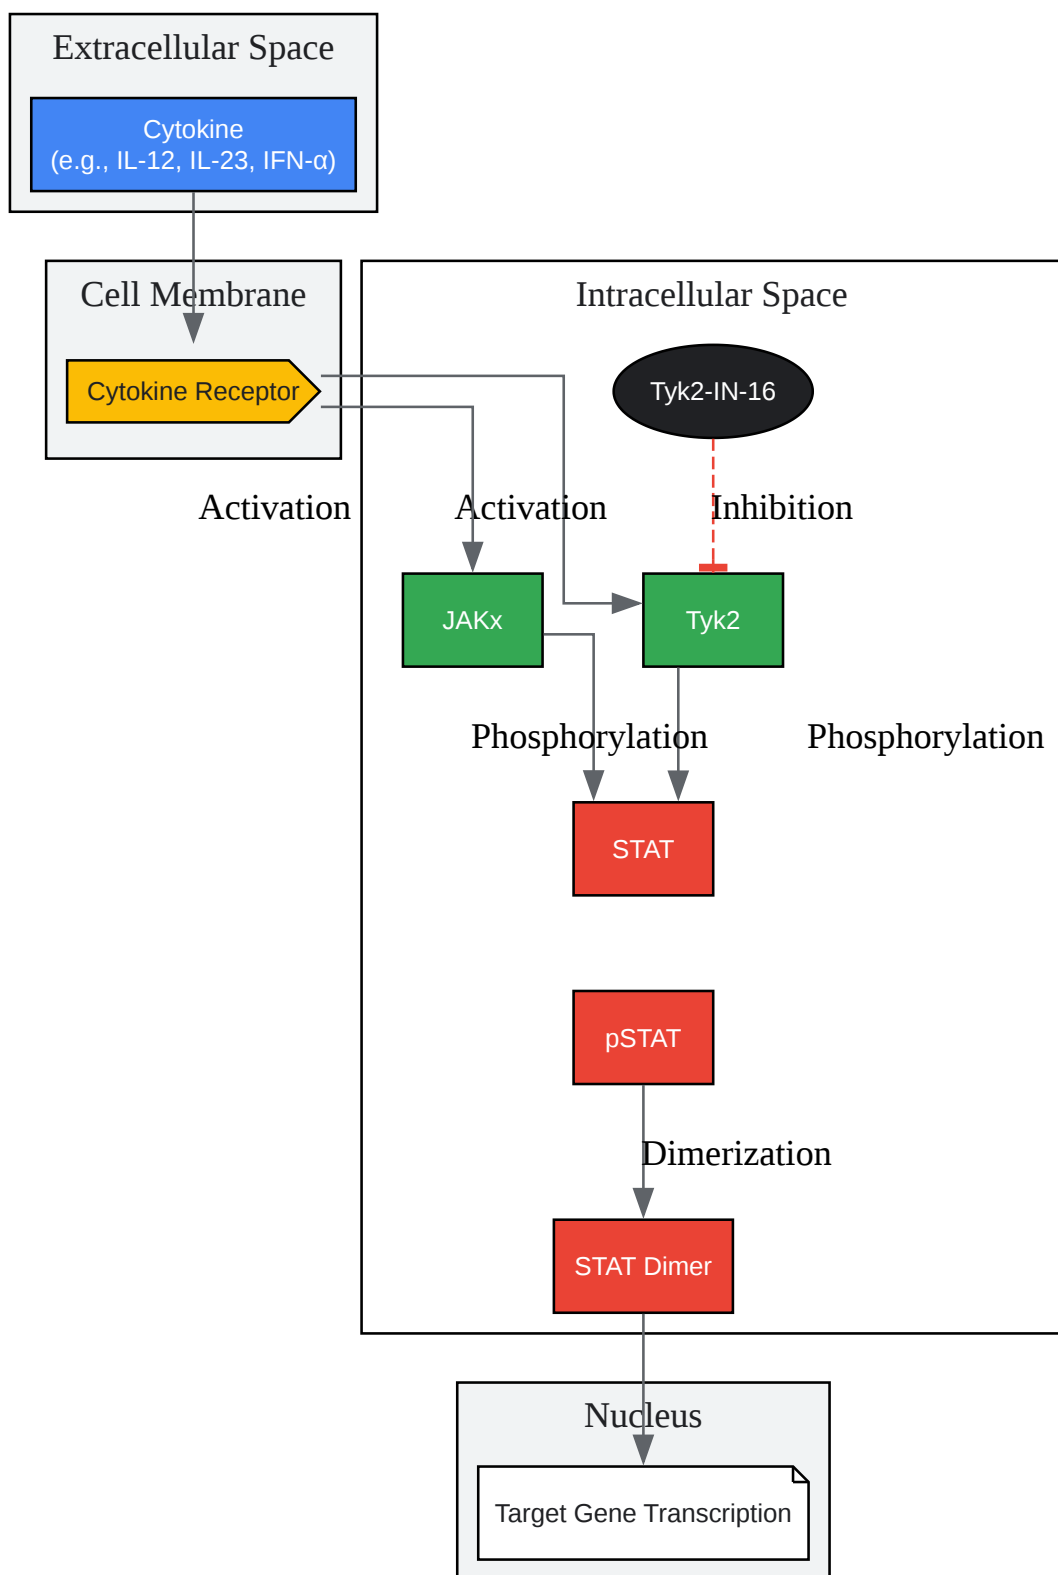 Extracellular Space
Cytokine
(e.g., IL-12, IL-23, IFN-α)
Cell Membrane
Cytokine Receptor
Intracellular Space
Tyk2-IN-16
Activation
Activation
Inhibition
JAKx
Tyk2
Phosphorylation
Phosphorylation
STAT
pSTAT
Dimerization
STAT Dimer
Nucleus
Target Gene Transcription